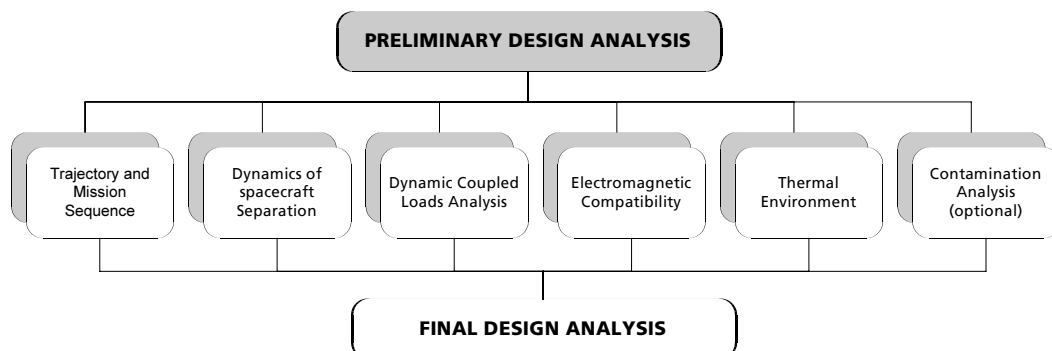 PRELIMINARY DESIGN ANALYSIS
Trajectory and
Mission
Sequence
Dynamics of
spacecraft
Separation
Dynamic Coupled
Loads Analysis
Electromagnetic
Compatibility
Thermal
Environment
Contamination
Analysis
(optional)
FINAL DESIGN ANALYSIS